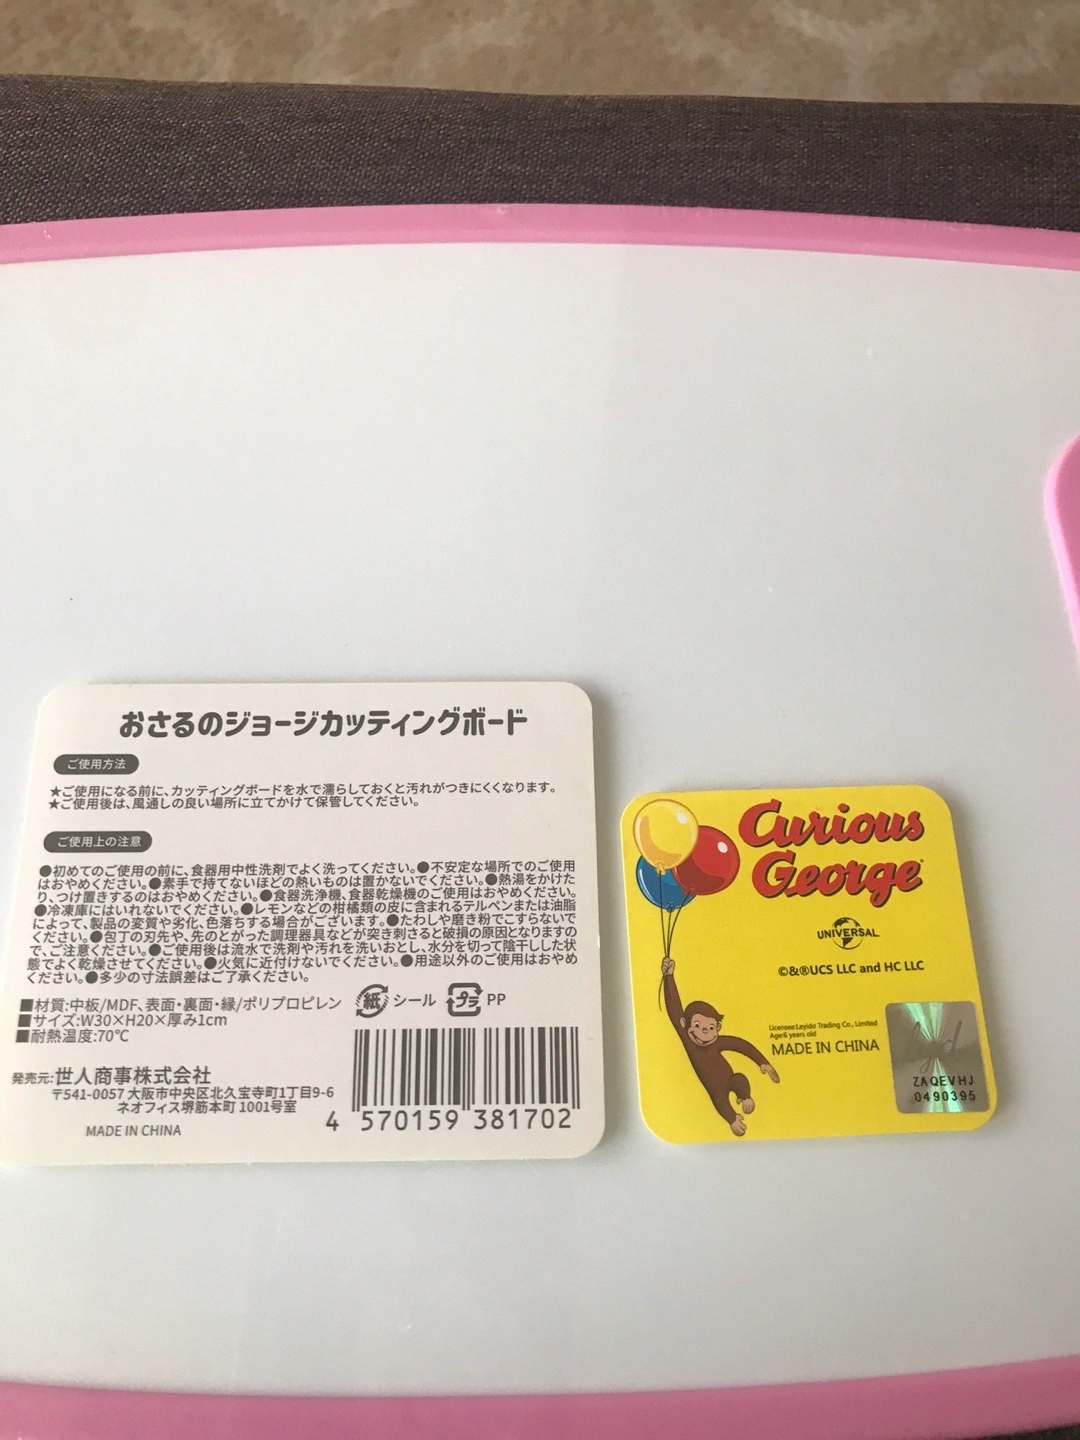 おさるのジョージカッティングボード
ご使用方法
★ご使用になる前に、カッティングボードを水で濡らしておくと汚れがつきにくくなります。
★ご使用後は、風通しの良い場所に立てかけて保管してください。
ご使用上の注意
●初めてのご使用の前に、食器用中性洗剤でよく洗ってください。●不安定な場所でのご使用
はおやめください。●素手で持てないほどの熱いものは置かないでください。●熱湯をかけた
り、つけ置きするのはおやめください。●食器洗浄機、食器乾燥機のご使用はおやめください。
●冷凍庫にはいれないでください。●レモンなどの柑橘類の皮に含まれるテルペンまたは油脂
によって、製品の変質や劣化、色落ちする場合がございます。●たわしや磨き粉でこすらないで
ください。●包丁の刃先や、先のとがった調理器具などが突き刺さると破損の原因となりますの
で、ご注意ください。●ご使用後は流水で洗剤や汚れを洗いおとし、水分を切って陰干しした状
態でよく乾燥させてください。●火気に近付けないでください。●用途以外のご使用はおやめ
ください。●多少の寸法誤差はご了承ください。
■材質:中板/MDF、表面・裏面・縁/ポリプロピレン
紙 シール プラ PP
■サイズ:W30×H20×厚み1cm
■耐熱温度:70℃
発売元:世人商事株式会社
〒541-0057 大阪市中央区北久宝寺町1丁目9-6
ネオフィス堺筋本町 1001号室
MADE IN CHINA
4 570159 381702
Curious
George
UNIVERSAL
©&®UCS LLC and HC LLC
Licensee:Leyido Trading Co., Limited
Age:6 years old
MADE IN CHINA
ZAQEVHJ
0490395